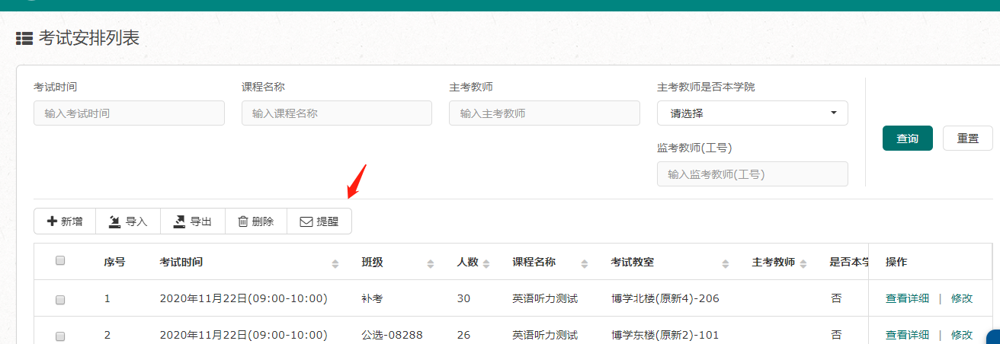 考试安排列表
考试时间 课程名称 主考教师 主考教师是否本学院
输入考试时间 输入课程名称 输入主考教师 请选择
查询 重置
监考教师(工号)
输入监考教师(工号)
新增 导入 导出 删除 提醒
序号 考试时间 班级 人数 课程名称 考试教室 主考教师 是否本学 操作
1 2020年11月22日(09:00-10:00) 补考 30 英语听力测试 博学北楼(原新4)-206 否 查看详细 | 修改
2 2020年11月22日(09:00-10:00) 公选-08288 26 英语听力测试 博学东楼(原新2)-101 否 查看详细 | 修改